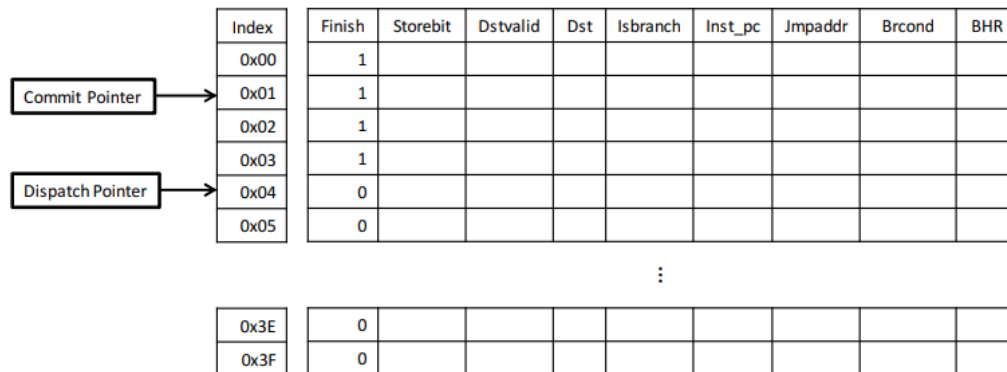 Index Finish Storebit Dstvalid Dst Isbranch Inst_pc Jmpaddr Brcond BHR
0x00 1
Commit Pointer 0x01 1
0x02 1
0x03 1
Dispatch Pointer 0x04 0
0x05 0
⋮
0x3E 0
0x3F 0